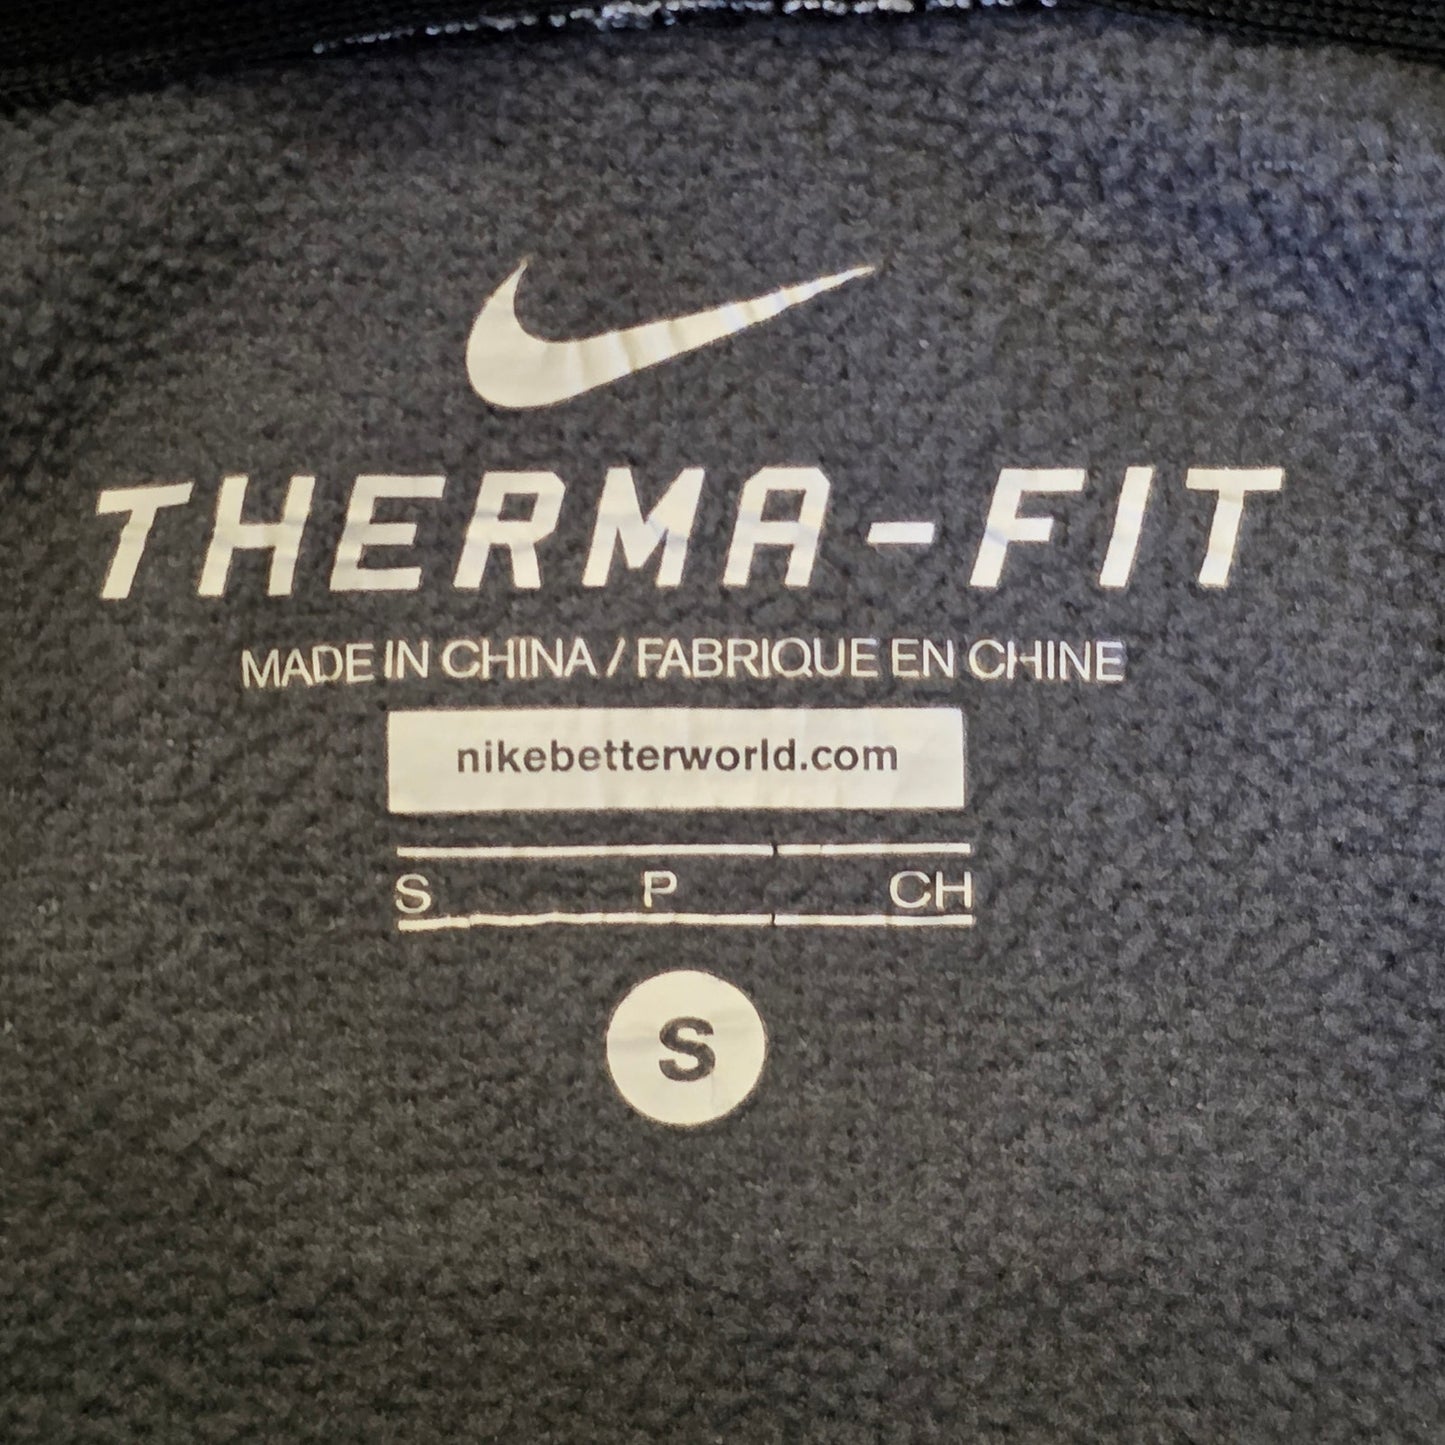 THERMA-FIT
MADE IN CHINA / FABRIQUE EN CHINE
nikebetterworld.com
S P CH
S